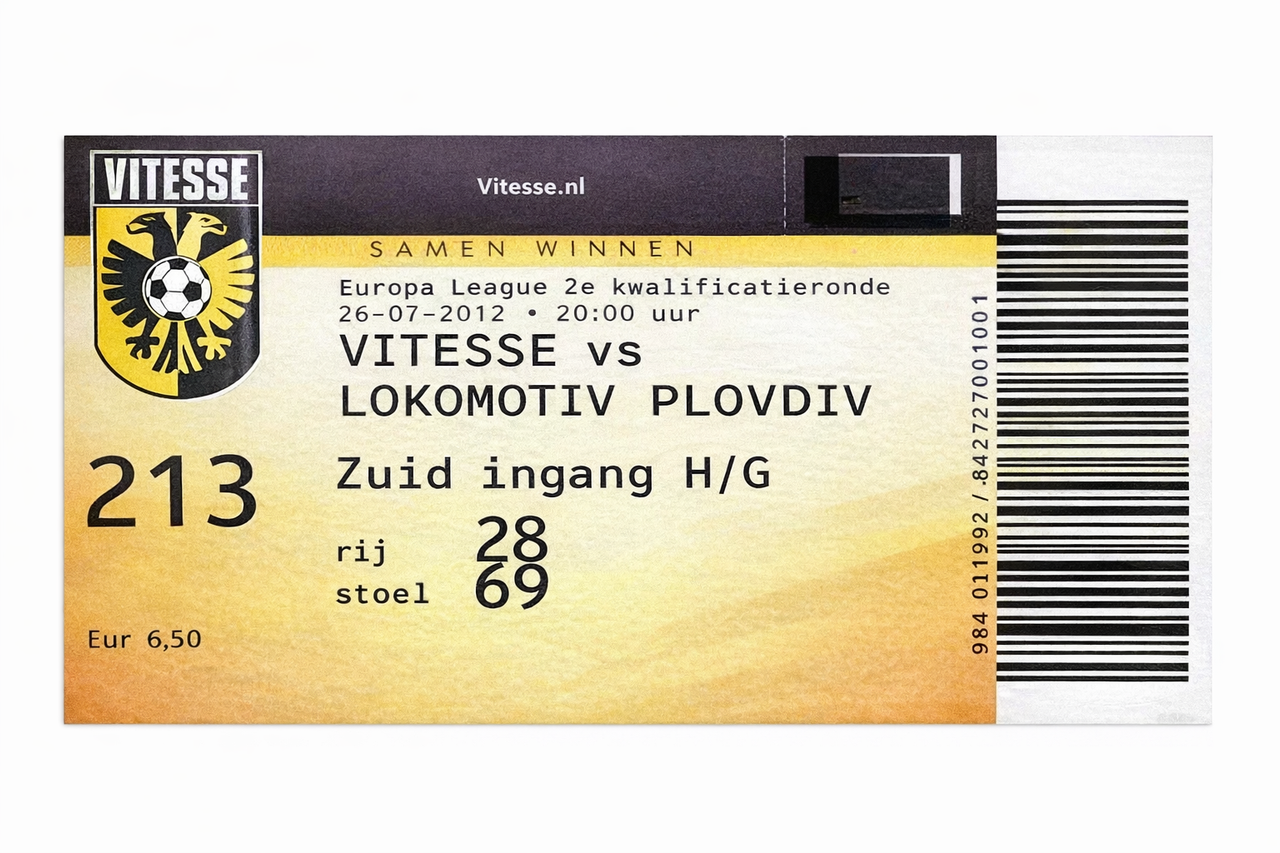 VITESSE
Vitesse.nl
SAMEN WINNEN
Europa League 2e kwalificatieronde
26-07-2012 • 20:00 uur
VITESSE vs
LOKOMOTIV PLOVDIV
213
Zuid ingang H/G
rij 28
stoel 69
Eur 6,50
984 011992 / .842727001001